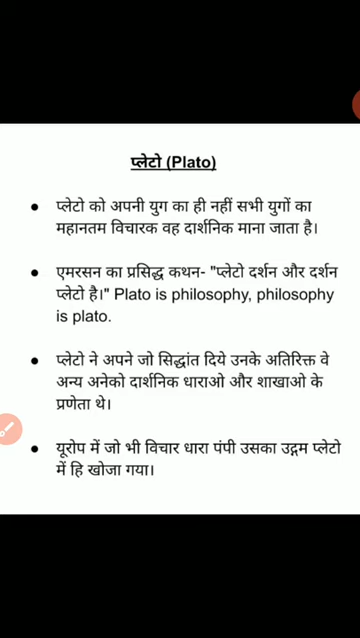 प्लेटो (Plato)
● प्लेटो को अपनी युग का ही नहीं सभी युगों का
महानतम विचारक वह दार्शनिक माना जाता है।
● एमरसन का प्रसिद्ध कथन- "प्लेटो दर्शन और दर्शन
प्लेटो है।" Plato is philosophy, philosophy
is plato.
● प्लेटो ने अपने जो सिद्धांत दिये उनके अतिरिक्त वे
अन्य अनेको दार्शनिक धाराओ और शाखाओ के
प्रणेता थे।
● यूरोप में जो भी विचार धारा पंपी उसका उद्गम प्लेटो
में हि खोजा गया।